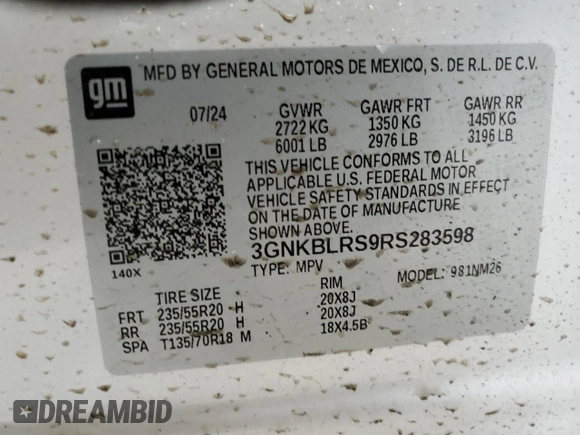 gm
MFD BY GENERAL MOTORS DE MEXICO, S. DE R.L. DE C.V.
07/24 GVWR GAWR FRT GAWR RR
2722 KG 1350 KG 1450 KG
6001 LB 2976 LB 3196 LB
THIS VEHICLE CONFORMS TO ALL
APPLICABLE U.S. FEDERAL MOTOR
VEHICLE SAFETY STANDARDS IN EFFECT
ON THE DATE OF MANUFACTURE
SHOWN ABOVE.
3GNKBLRS9RS283598
140X TYPE: MPV MODEL: 981NM26
TIRE SIZE RIM
FRT 235/55R20 H 20X8J
RR 235/55R20 H 20X8J
SPA T135/70R18 M 18X4.5B
DREAMBID